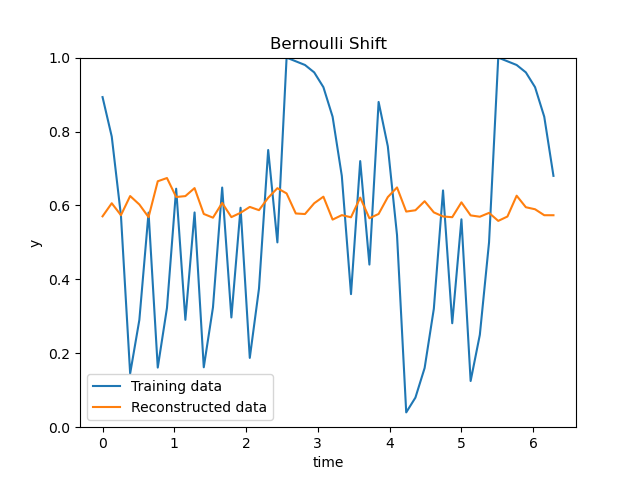 Bernoulli Shift
1.0
0.8
0.6
0.4
0.2
0.0
y
Training data
Reconstructed data
0 1 2 3 4 5 6
time